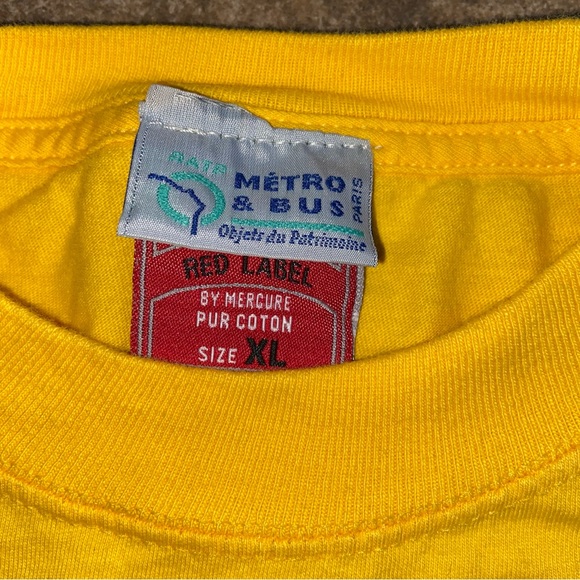 RATP
MÉTRO
& BUS
PARIS
Objets du Patrimoine
RED LABEL
BY MERCURE
PUR COTON
SIZE XL